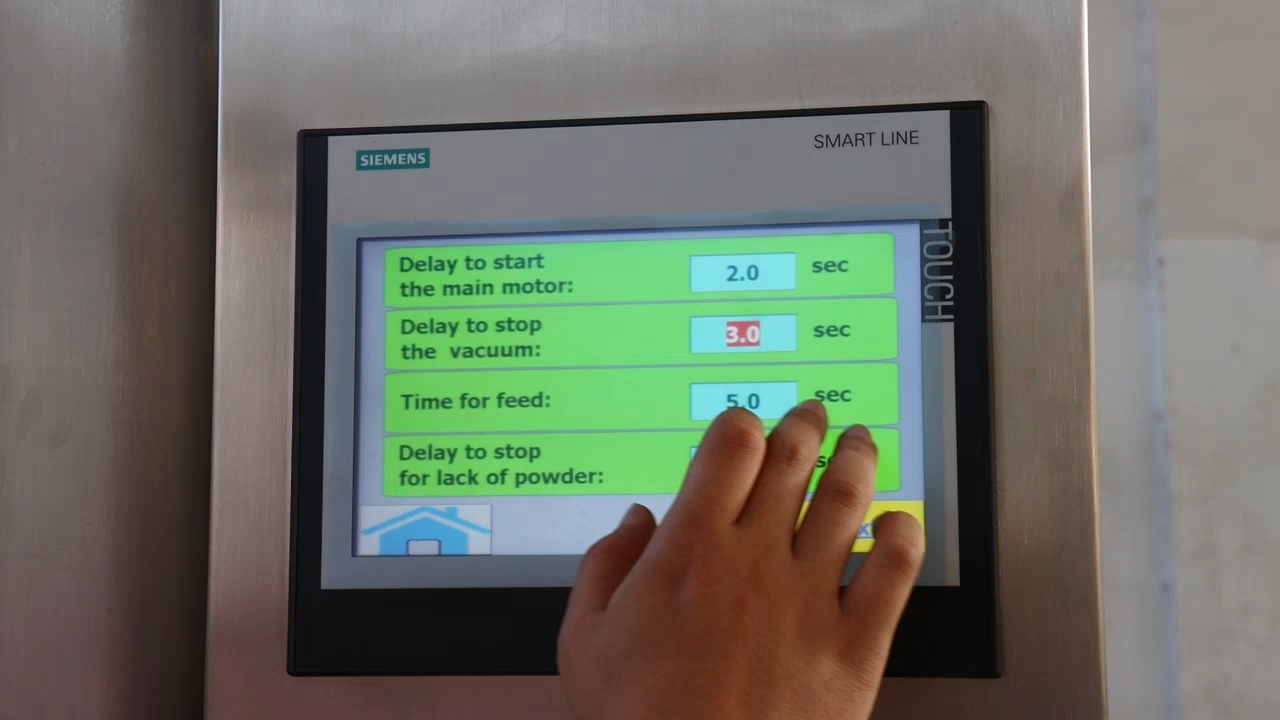 SIEMENS
SMART LINE
TOUCH
Delay to start
the main motor:
2.0
sec
Delay to stop
the vacuum:
3.0
sec
Time for feed:
5.0
sec
Delay to stop
for lack of powder: